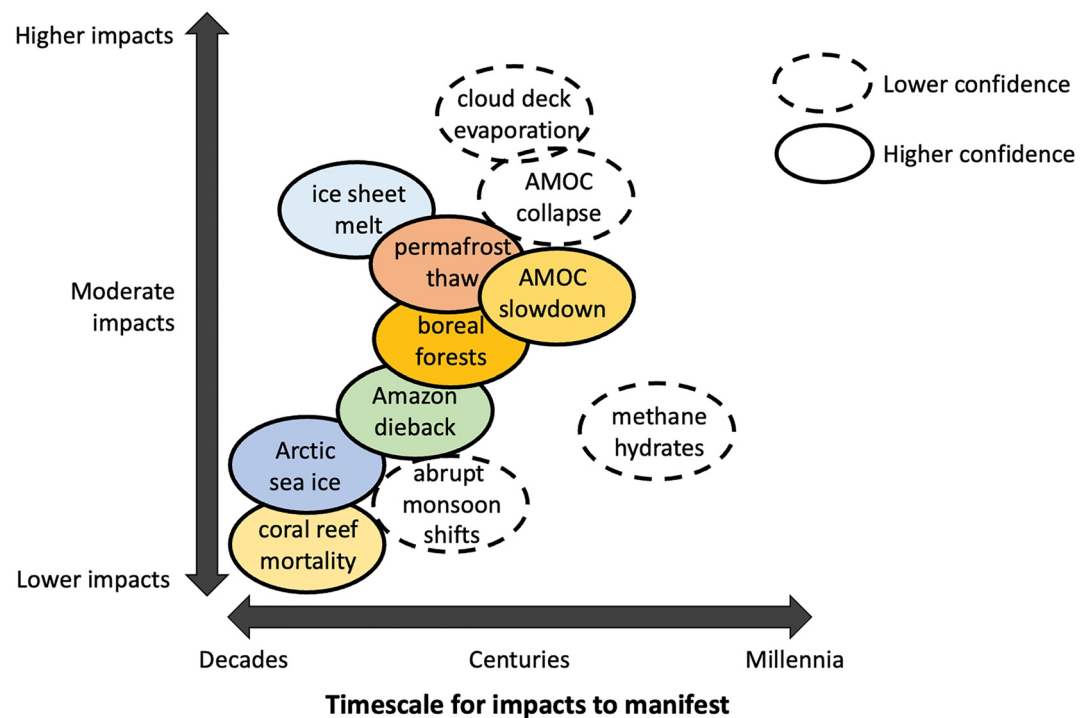 Higher impacts
Moderate
impacts
Lower impacts
cloud deck
evaporation
AMOC
collapse
ice sheet
melt
permafrost
thaw
AMOC
slowdown
boreal
forests
Amazon
dieback
methane
hydrates
Arctic
sea ice
abrupt
monsoon
shifts
coral reef
mortality
Lower confidence
Higher confidence
Decades
Centuries
Millennia
Timescale for impacts to manifest